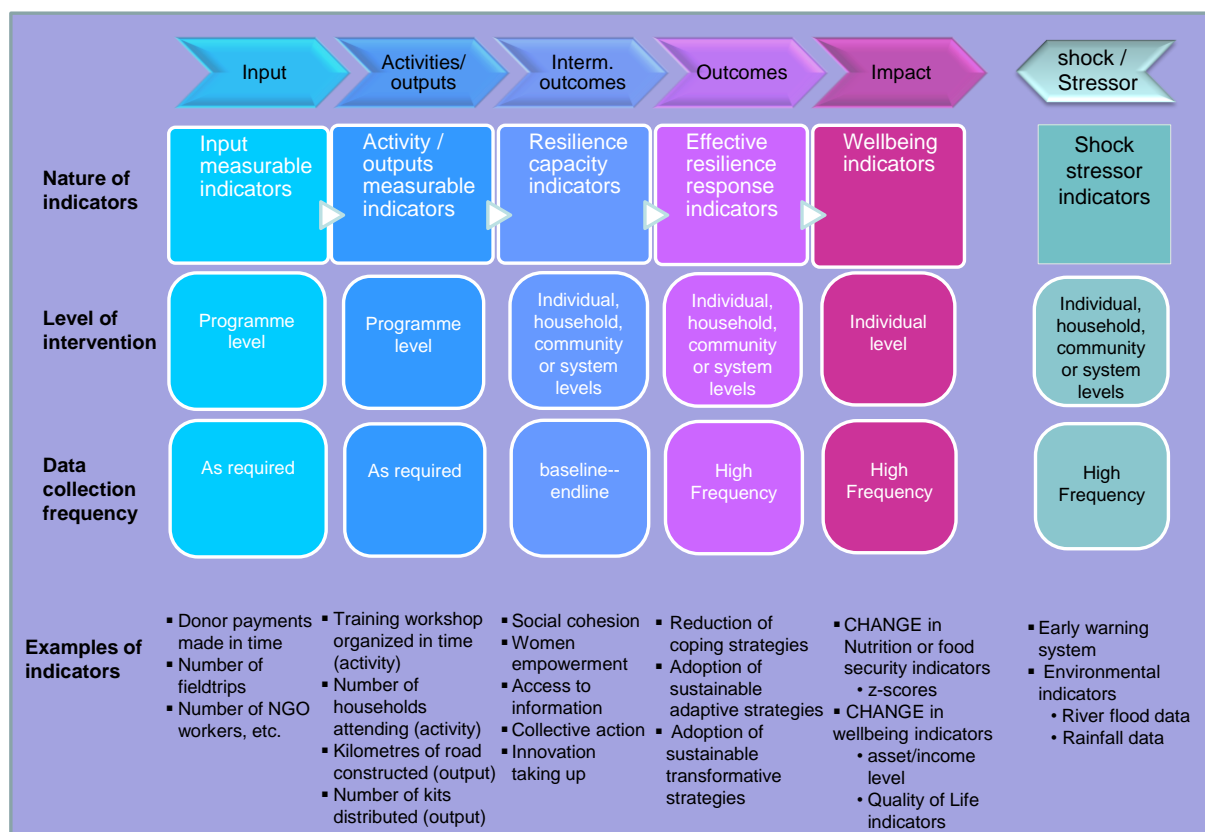 Input
Activities/
outputs
Interm.
outcomes
Outcomes
Impact
shock /
Stressor
Nature of
indicators
Input
measurable
indicators
Activity /
outputs
measurable
indicators
Resilience
capacity
indicators
Effective
resilience
response
indicators
Wellbeing
indicators
Shock
stressor
indicators
Level of
intervention
Programme
level
Programme
level
Individual,
household,
community
or system
levels
Individual,
household,
community
or system
levels
Individual
level
Individual,
household,
community
or system
levels
Data
collection
frequency
As required
As required
baseline--
endline
High
Frequency
High
Frequency
High
Frequency
Examples of
indicators
▪ Donor payments
made in time
▪ Number of
fieldtrips
▪ Number of NGO
workers, etc.
▪ Training workshop
organized in time
(activity)
▪ Number of
households
attending (activity)
▪ Kilometres of road
constructed (output)
▪ Number of kits
distributed (output)
▪ Social cohesion
▪ Women
empowerment
▪ Access to
information
▪ Collective action
▪ Innovation
taking up
▪ Reduction of
coping strategies
▪ Adoption of
sustainable
adaptive strategies
▪ Adoption of
sustainable
transformative
strategies
▪ CHANGE in
Nutrition or food
security indicators
• z-scores
▪ CHANGE in
wellbeing indicators
• asset/income
level
• Quality of Life
indicators
▪ Early warning
system
▪ Environmental
indicators
• River flood data
• Rainfall data